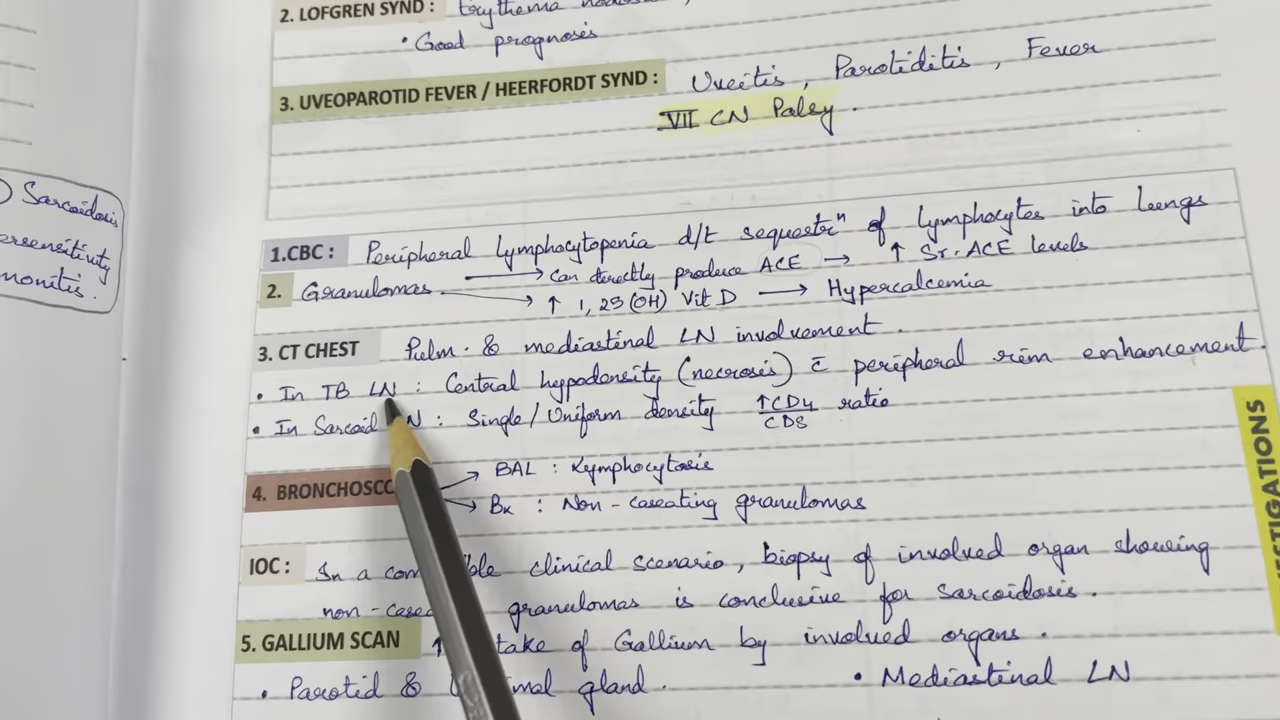 2. LOFGREN SYND : Erythema
• Good prognosis
3. UVEOPAROTID FEVER / HEERFORDT SYND : Uveitis, Parotiditis, Fever
VII CN Palsy.
Sarcoidosis
ersensitivity
monitis.
1.CBC : Peripheral lymphocytopenia d/t sequestrⁿ of lymphocytes into lungs
2. Granulomas → Can directly produce ACE → ↑ Sr. ACE levels
→ ↑ 1, 25 (OH) Vit D → Hypercalcemia
3. CT CHEST Pulm. & mediastinal LN involvement.
• In TB LN : Central hypodensity (necrosis) c̄ peripheral rim enhancement.
• In Sarcoid N : Single/Uniform density ↑CD4/CD8 ratio
4. BRONCHOSCO → BAL : Lymphocytosis
→ Bx : Non-caseating granulomas
IOC : In a com ble clinical scenario, biopsy of involved organ showing
non-case granulomas is conclusive for sarcoidosis.
5. GALLIUM SCAN ↑ take of Gallium by involved organs.
• Parotid & mal gland. • Mediastinal LN
TIGATIONS